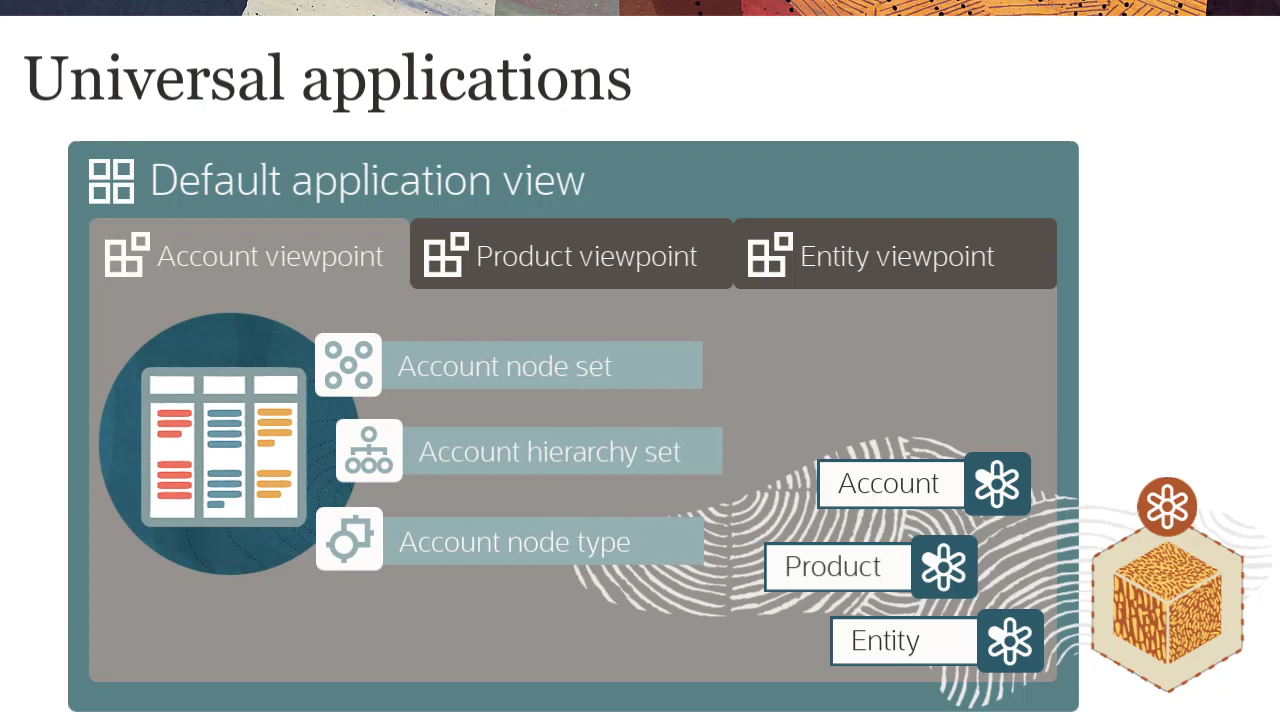 Universal applications
Default application view
Account viewpoint
Product viewpoint
Entity viewpoint
Account node set
Account hierarchy set
Account node type
Account
Product
Entity